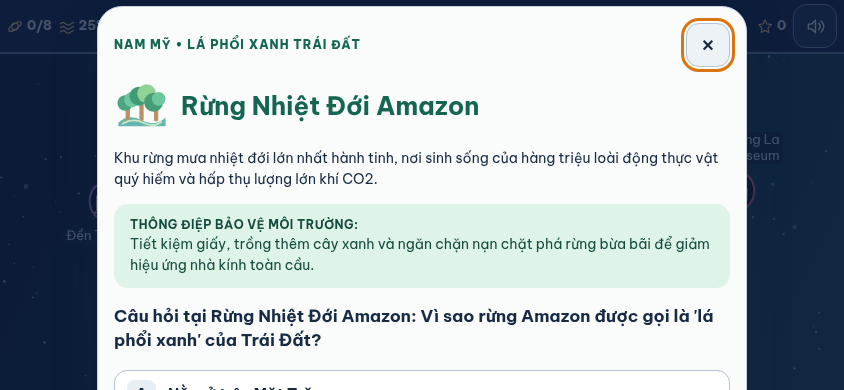 0/8
NAM MỸ • LÁ PHỔI XANH TRÁI ĐẤT
×
0
Rừng Nhiệt Đới Amazon
Khu rừng mưa nhiệt đới lớn nhất hành tinh, nơi sinh sống của hàng triệu loài động thực vật
quý hiếm và hấp thụ lượng lớn khí CO2.
THÔNG ĐIỆP BẢO VỆ MÔI TRƯỜNG:
Tiết kiệm giấy, trồng thêm cây xanh và ngăn chặn nạn chặt phá rừng bừa bãi để giảm
hiệu ứng nhà kính toàn cầu.
Đền
Câu hỏi tại Rừng Nhiệt Đới Amazon: Vì sao rừng Amazon được gọi là 'lá
phổi xanh' của Trái Đất?